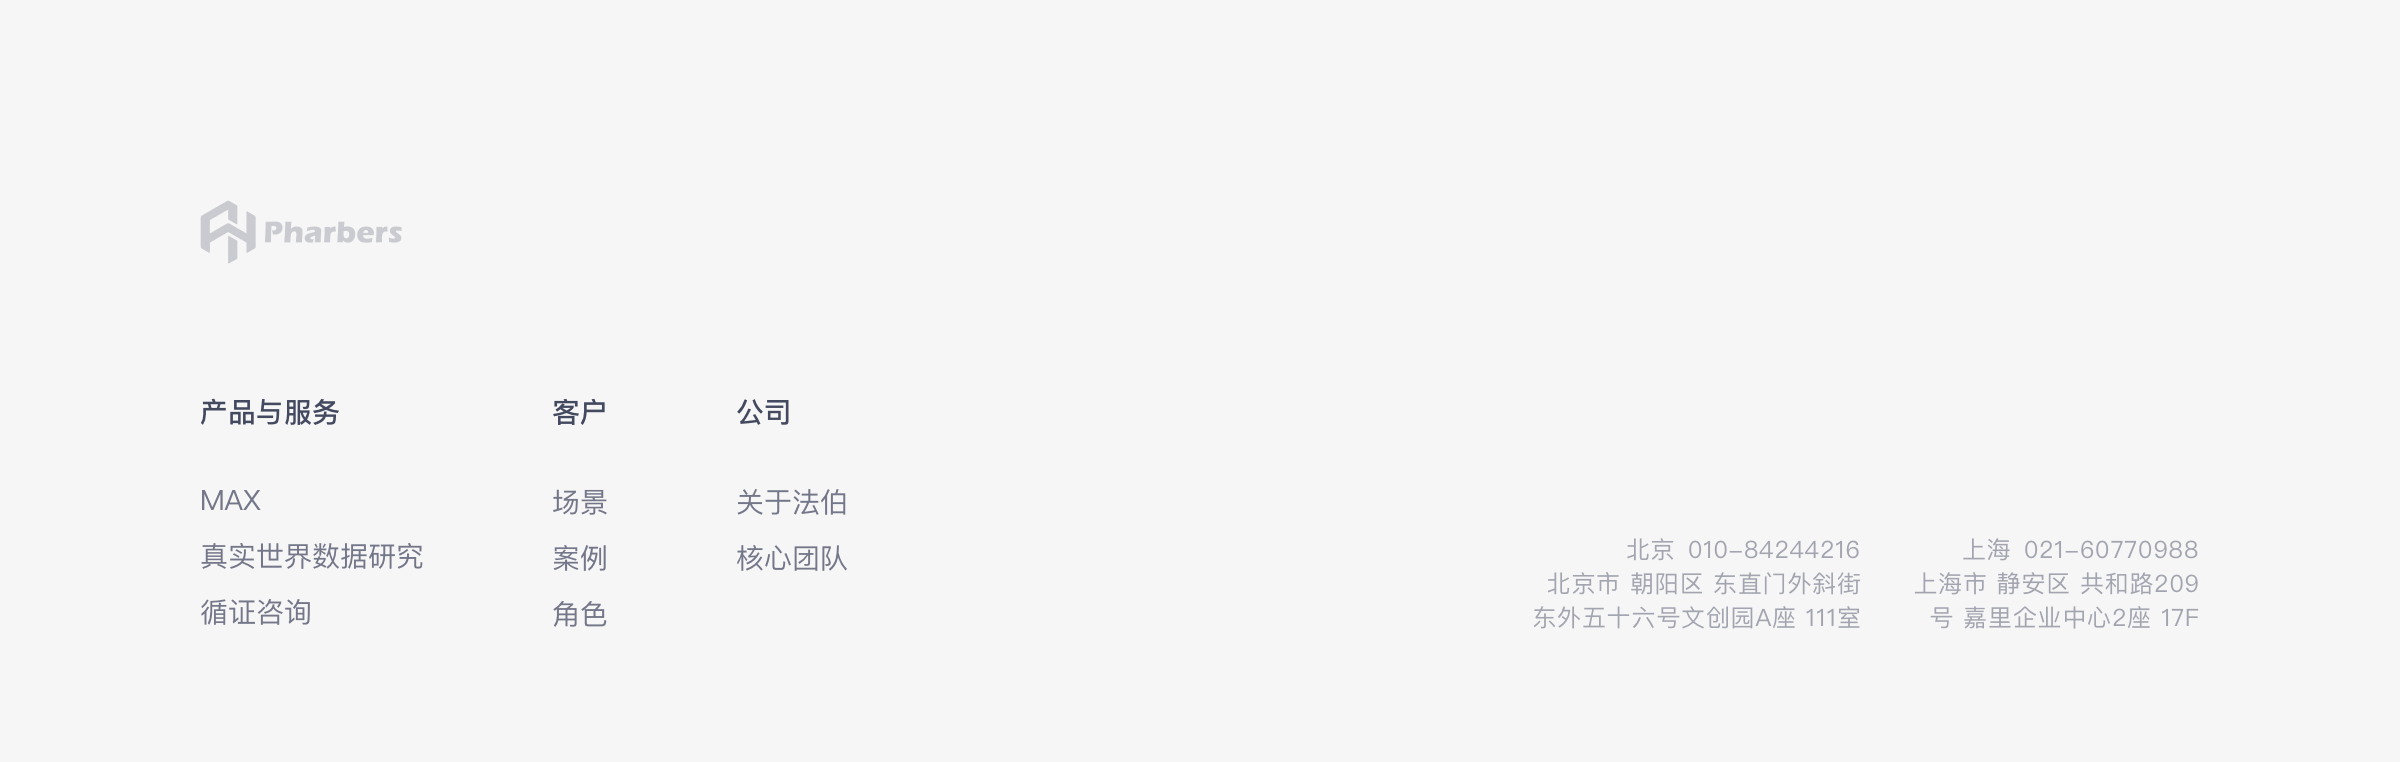 Pharbers
产品与服务
MAX
真实世界数据研究
循证咨询
客户
场景
案例
角色
公司
关于法伯
核心团队
北京 010-84244216
北京市 朝阳区 东直门外斜街
东外五十六号文创园A座 111室
上海 021-60770988
上海市 静安区 共和路209
号 嘉里企业中心2座 17F